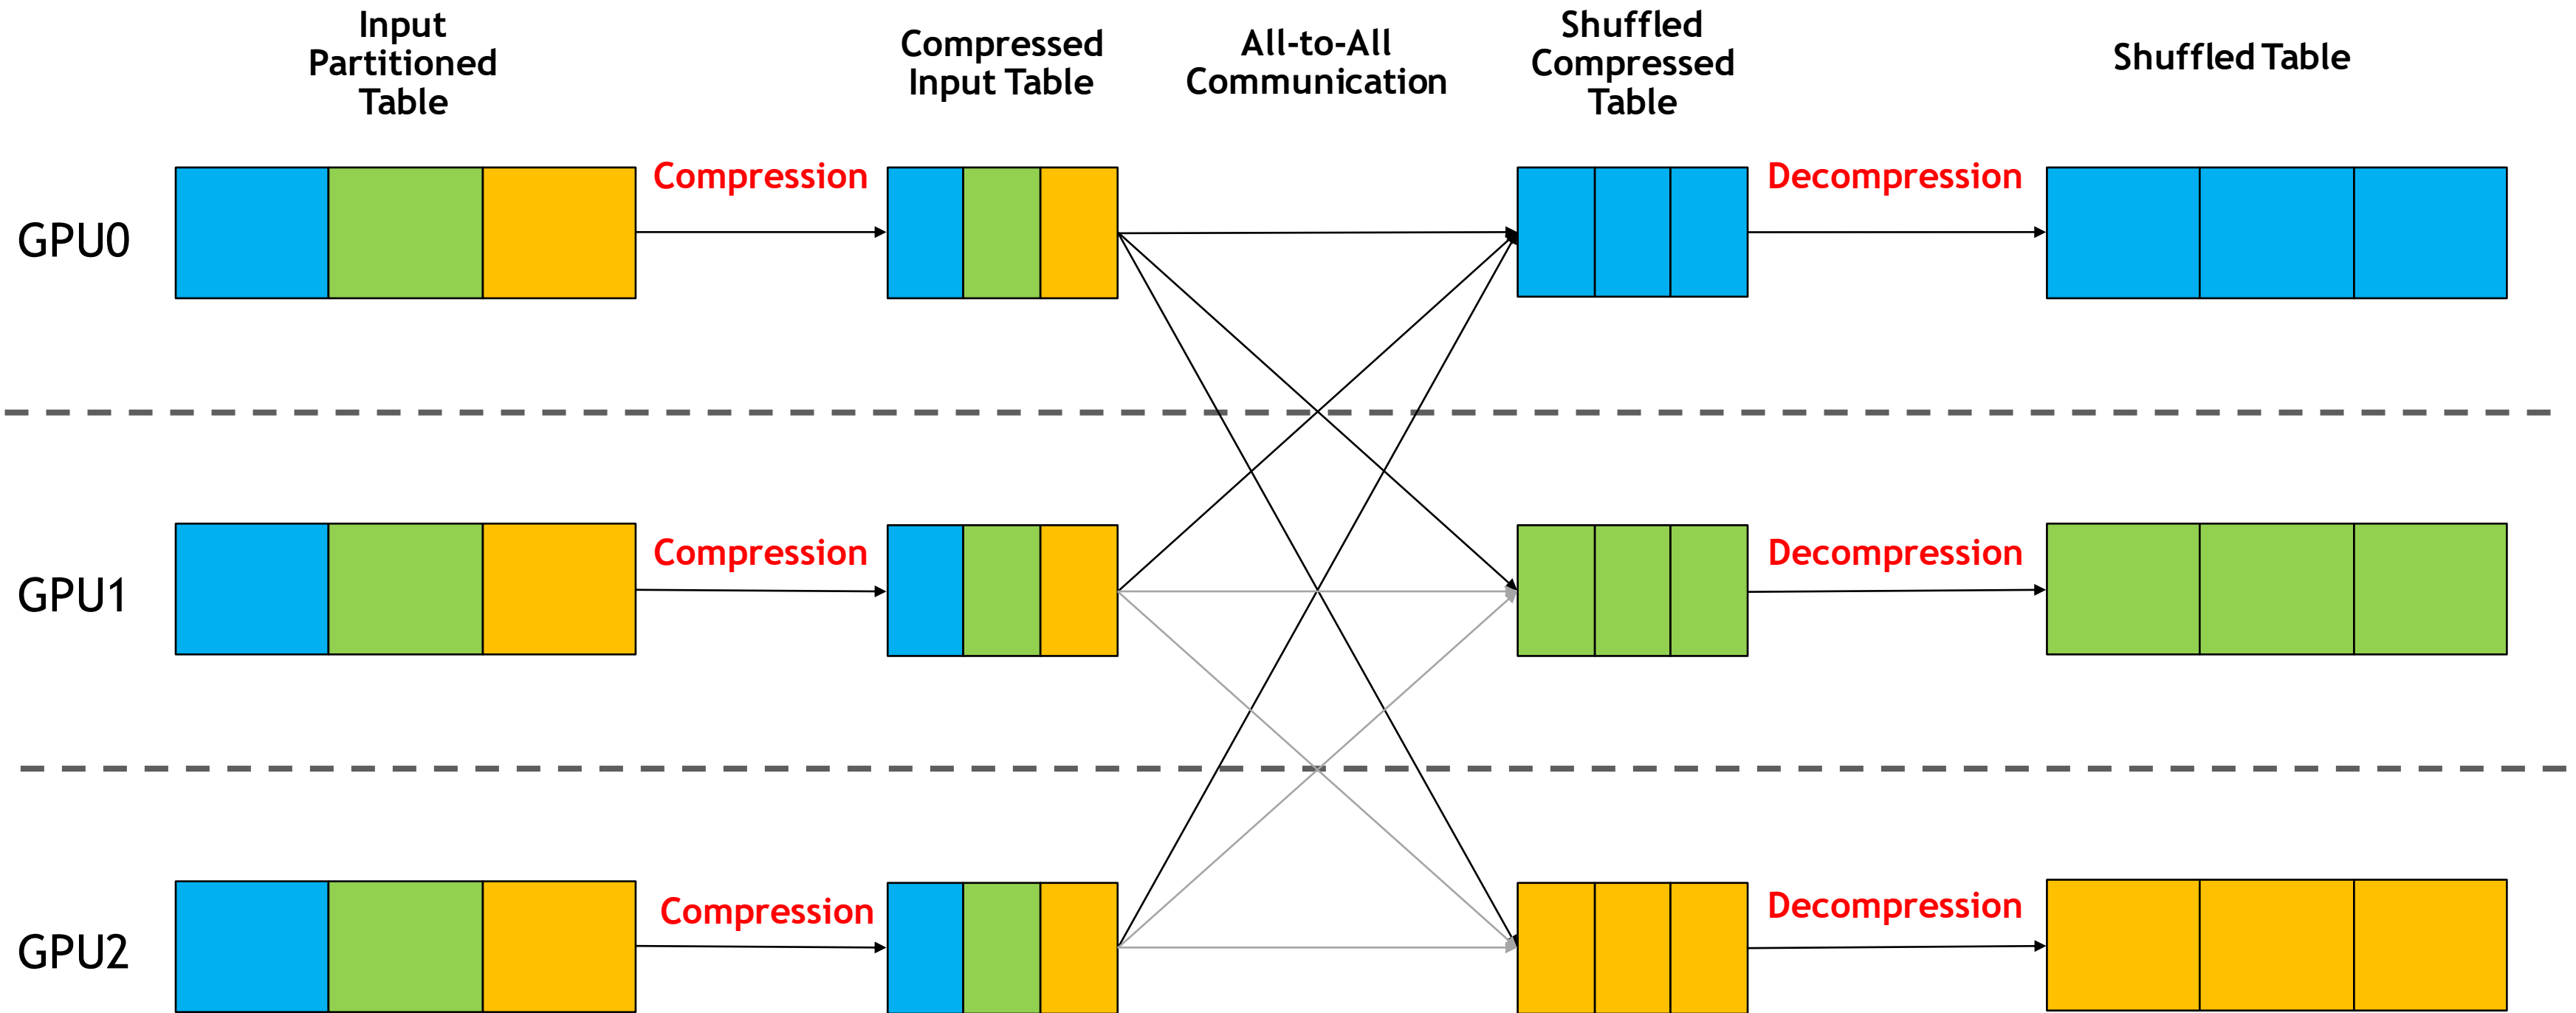 Input
Partitioned
Table
Compressed
Input Table
All-to-All
Communication
Shuffled
Compressed
Table
Shuffled Table
GPU0
Compression
Decompression
GPU1
Compression
Decompression
GPU2
Compression
Decompression